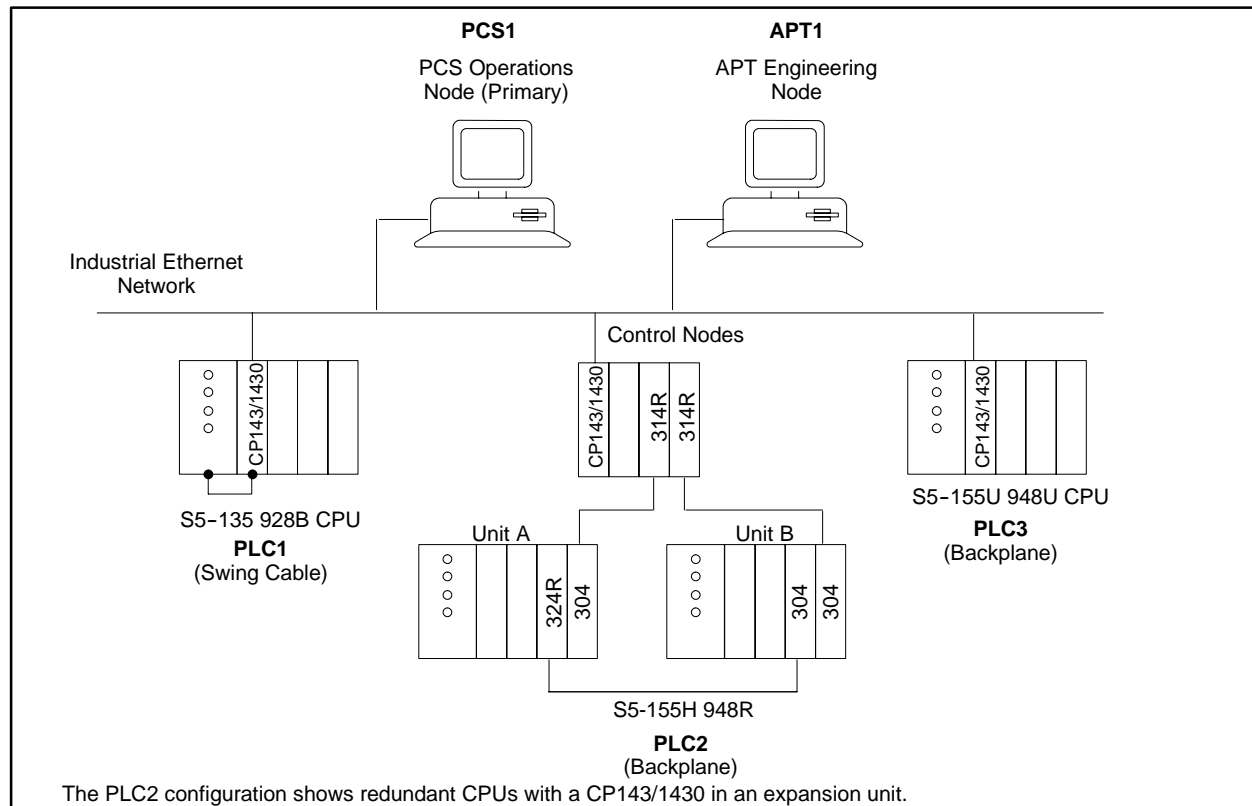 PCS1
PCS Operations
Node (Primary)
APT1
APT Engineering
Node
Industrial Ethernet
Network
Control Nodes
CP143/1430
CP143/1430
314R
314R
CP143/1430
S5–135 928B CPU
PLC1
(Swing Cable)
S5–155U 948U CPU
PLC3
(Backplane)
Unit A
Unit B
324R
304
304
304
S5-155H 948R
PLC2
(Backplane)
The PLC2 configuration shows redundant CPUs with a CP143/1430 in an expansion unit.